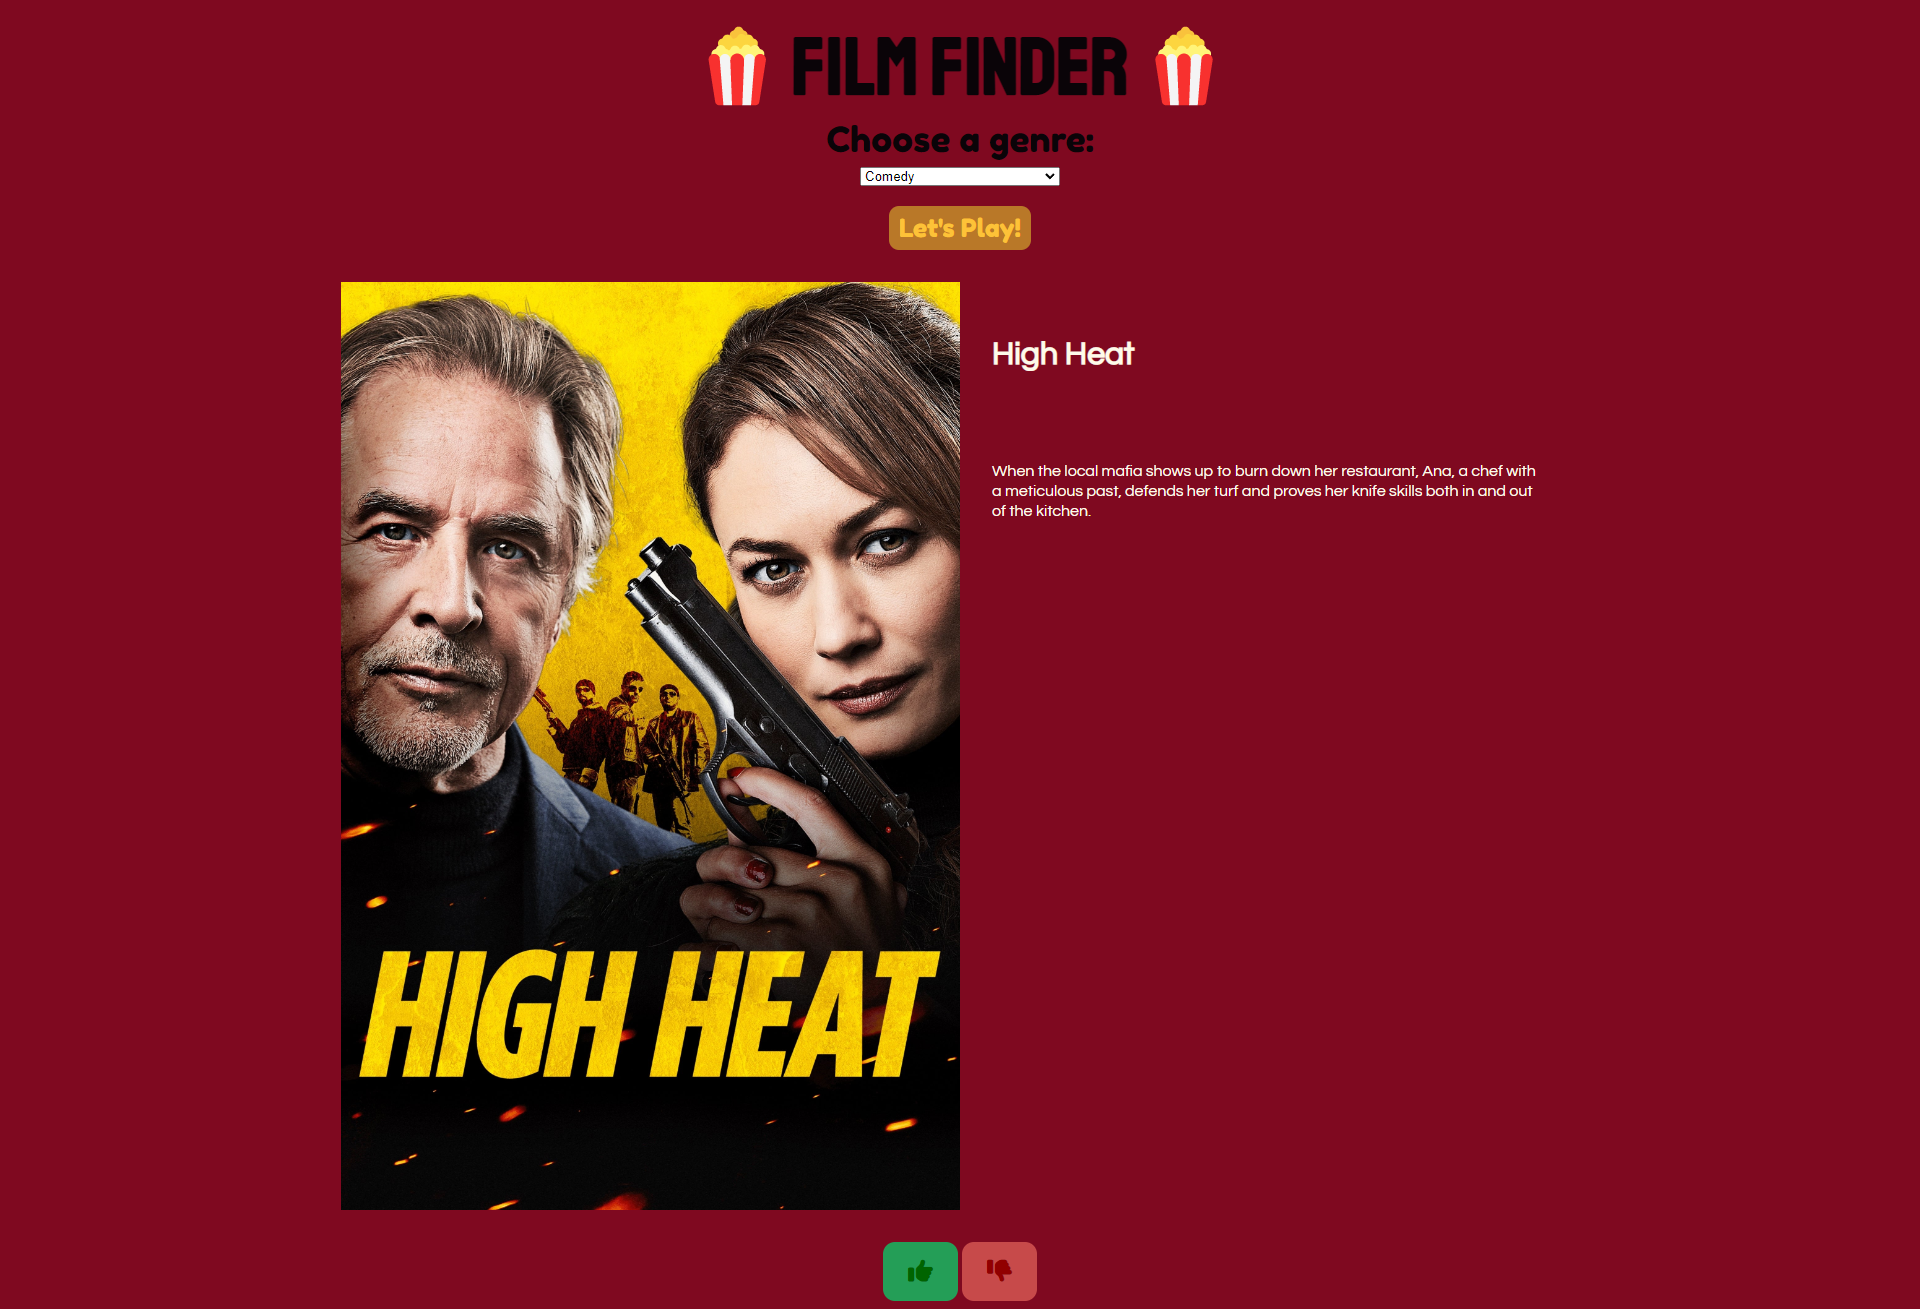 FILM FINDER
Choose a genre:
Comedy
Let's Play!
High Heat
When the local mafia shows up to burn down her restaurant, Ana, a chef with
a meticulous past, defends her turf and proves her knife skills both in and out
of the kitchen.
HIGH HEAT